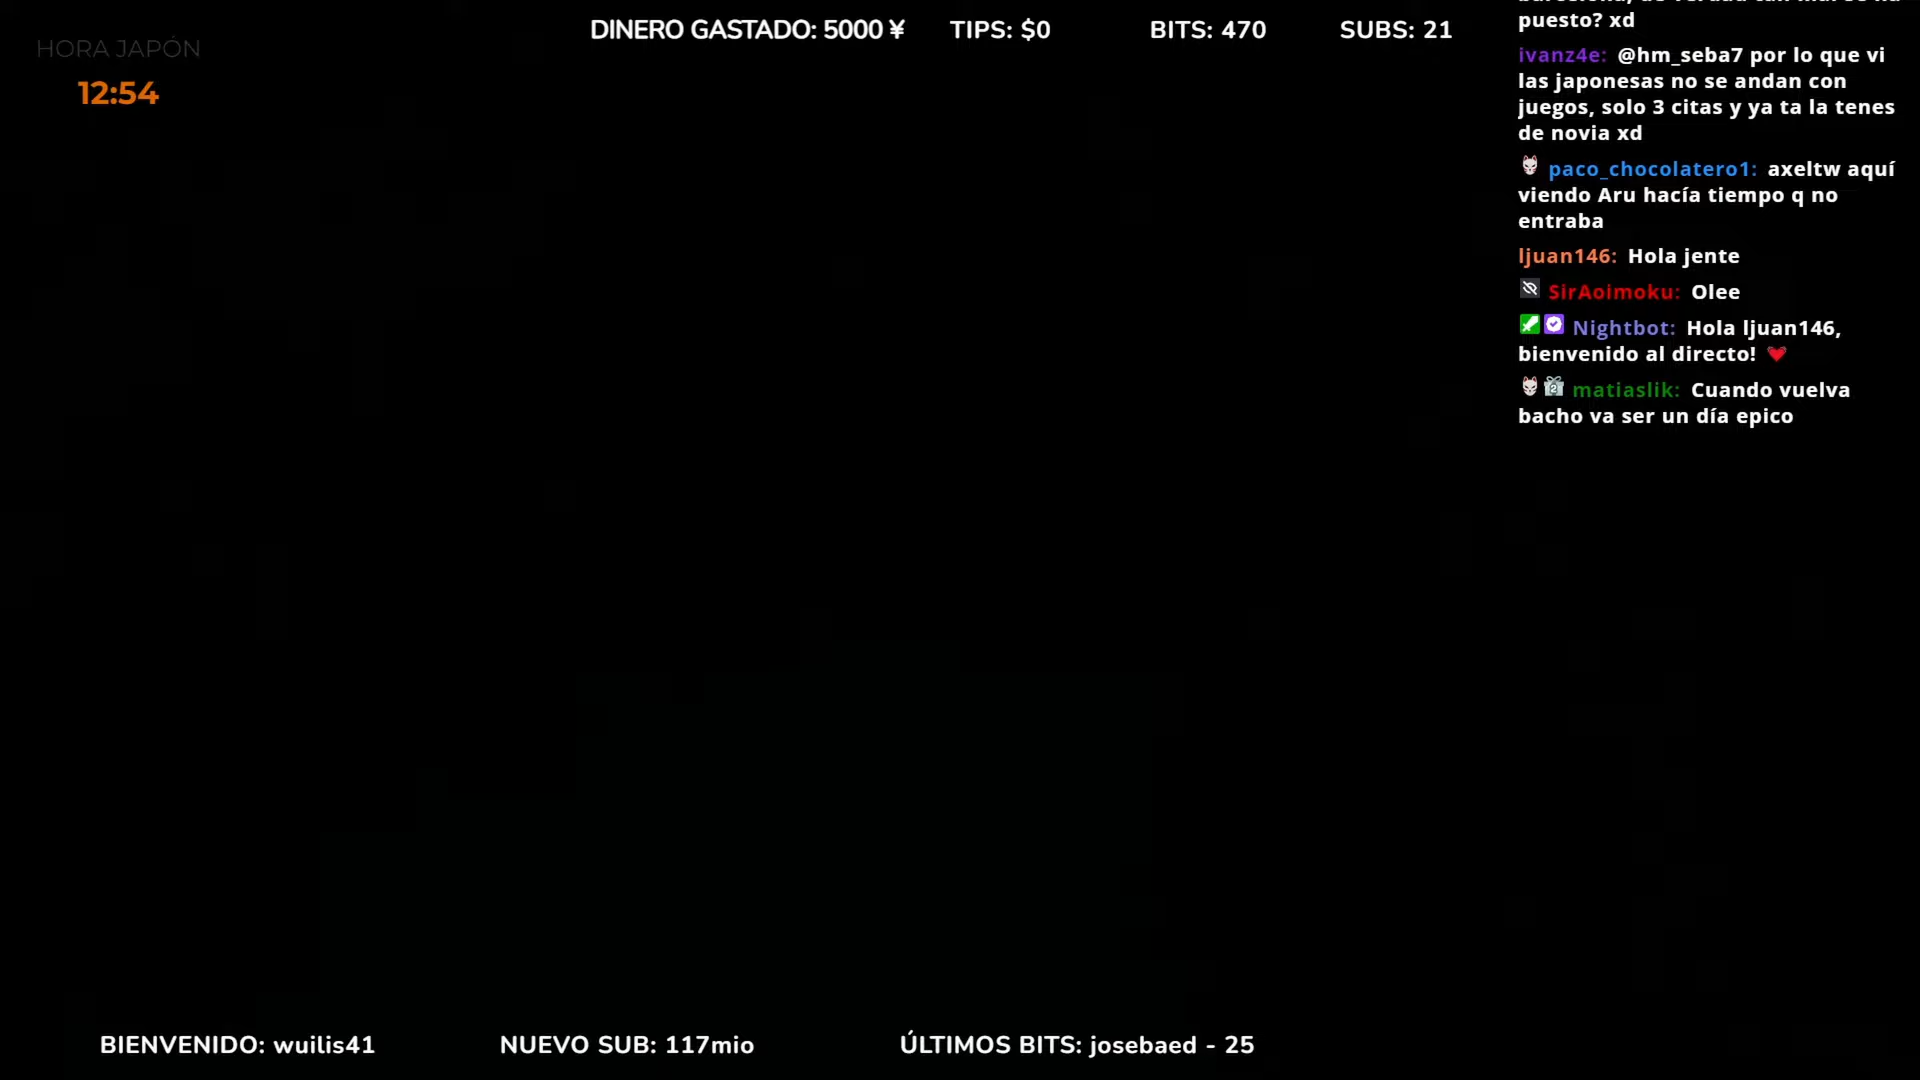 HORA JAPÓN
12:54
DINERO GASTADO: 5000 ¥ TIPS: $0 BITS: 470 SUBS: 21
puesto? xd
ivanz4e: @hm_seba7 por lo que vi
las japonesas no se andan con
juegos, solo 3 citas y ya ta la tenes
de novia xd
paco_chocolatero1: axeltw aquí
viendo Aru hacía tiempo q no
entraba
ljuan146: Hola jente
SirAoimoku: Olee
Nightbot: Hola ljuan146,
bienvenido al directo!
matiaslik: Cuando vuelva
bacho va ser un día epico
BIENVENIDO: wuilis41 NUEVO SUB: 117mio ÚLTIMOS BITS: josebaed - 25